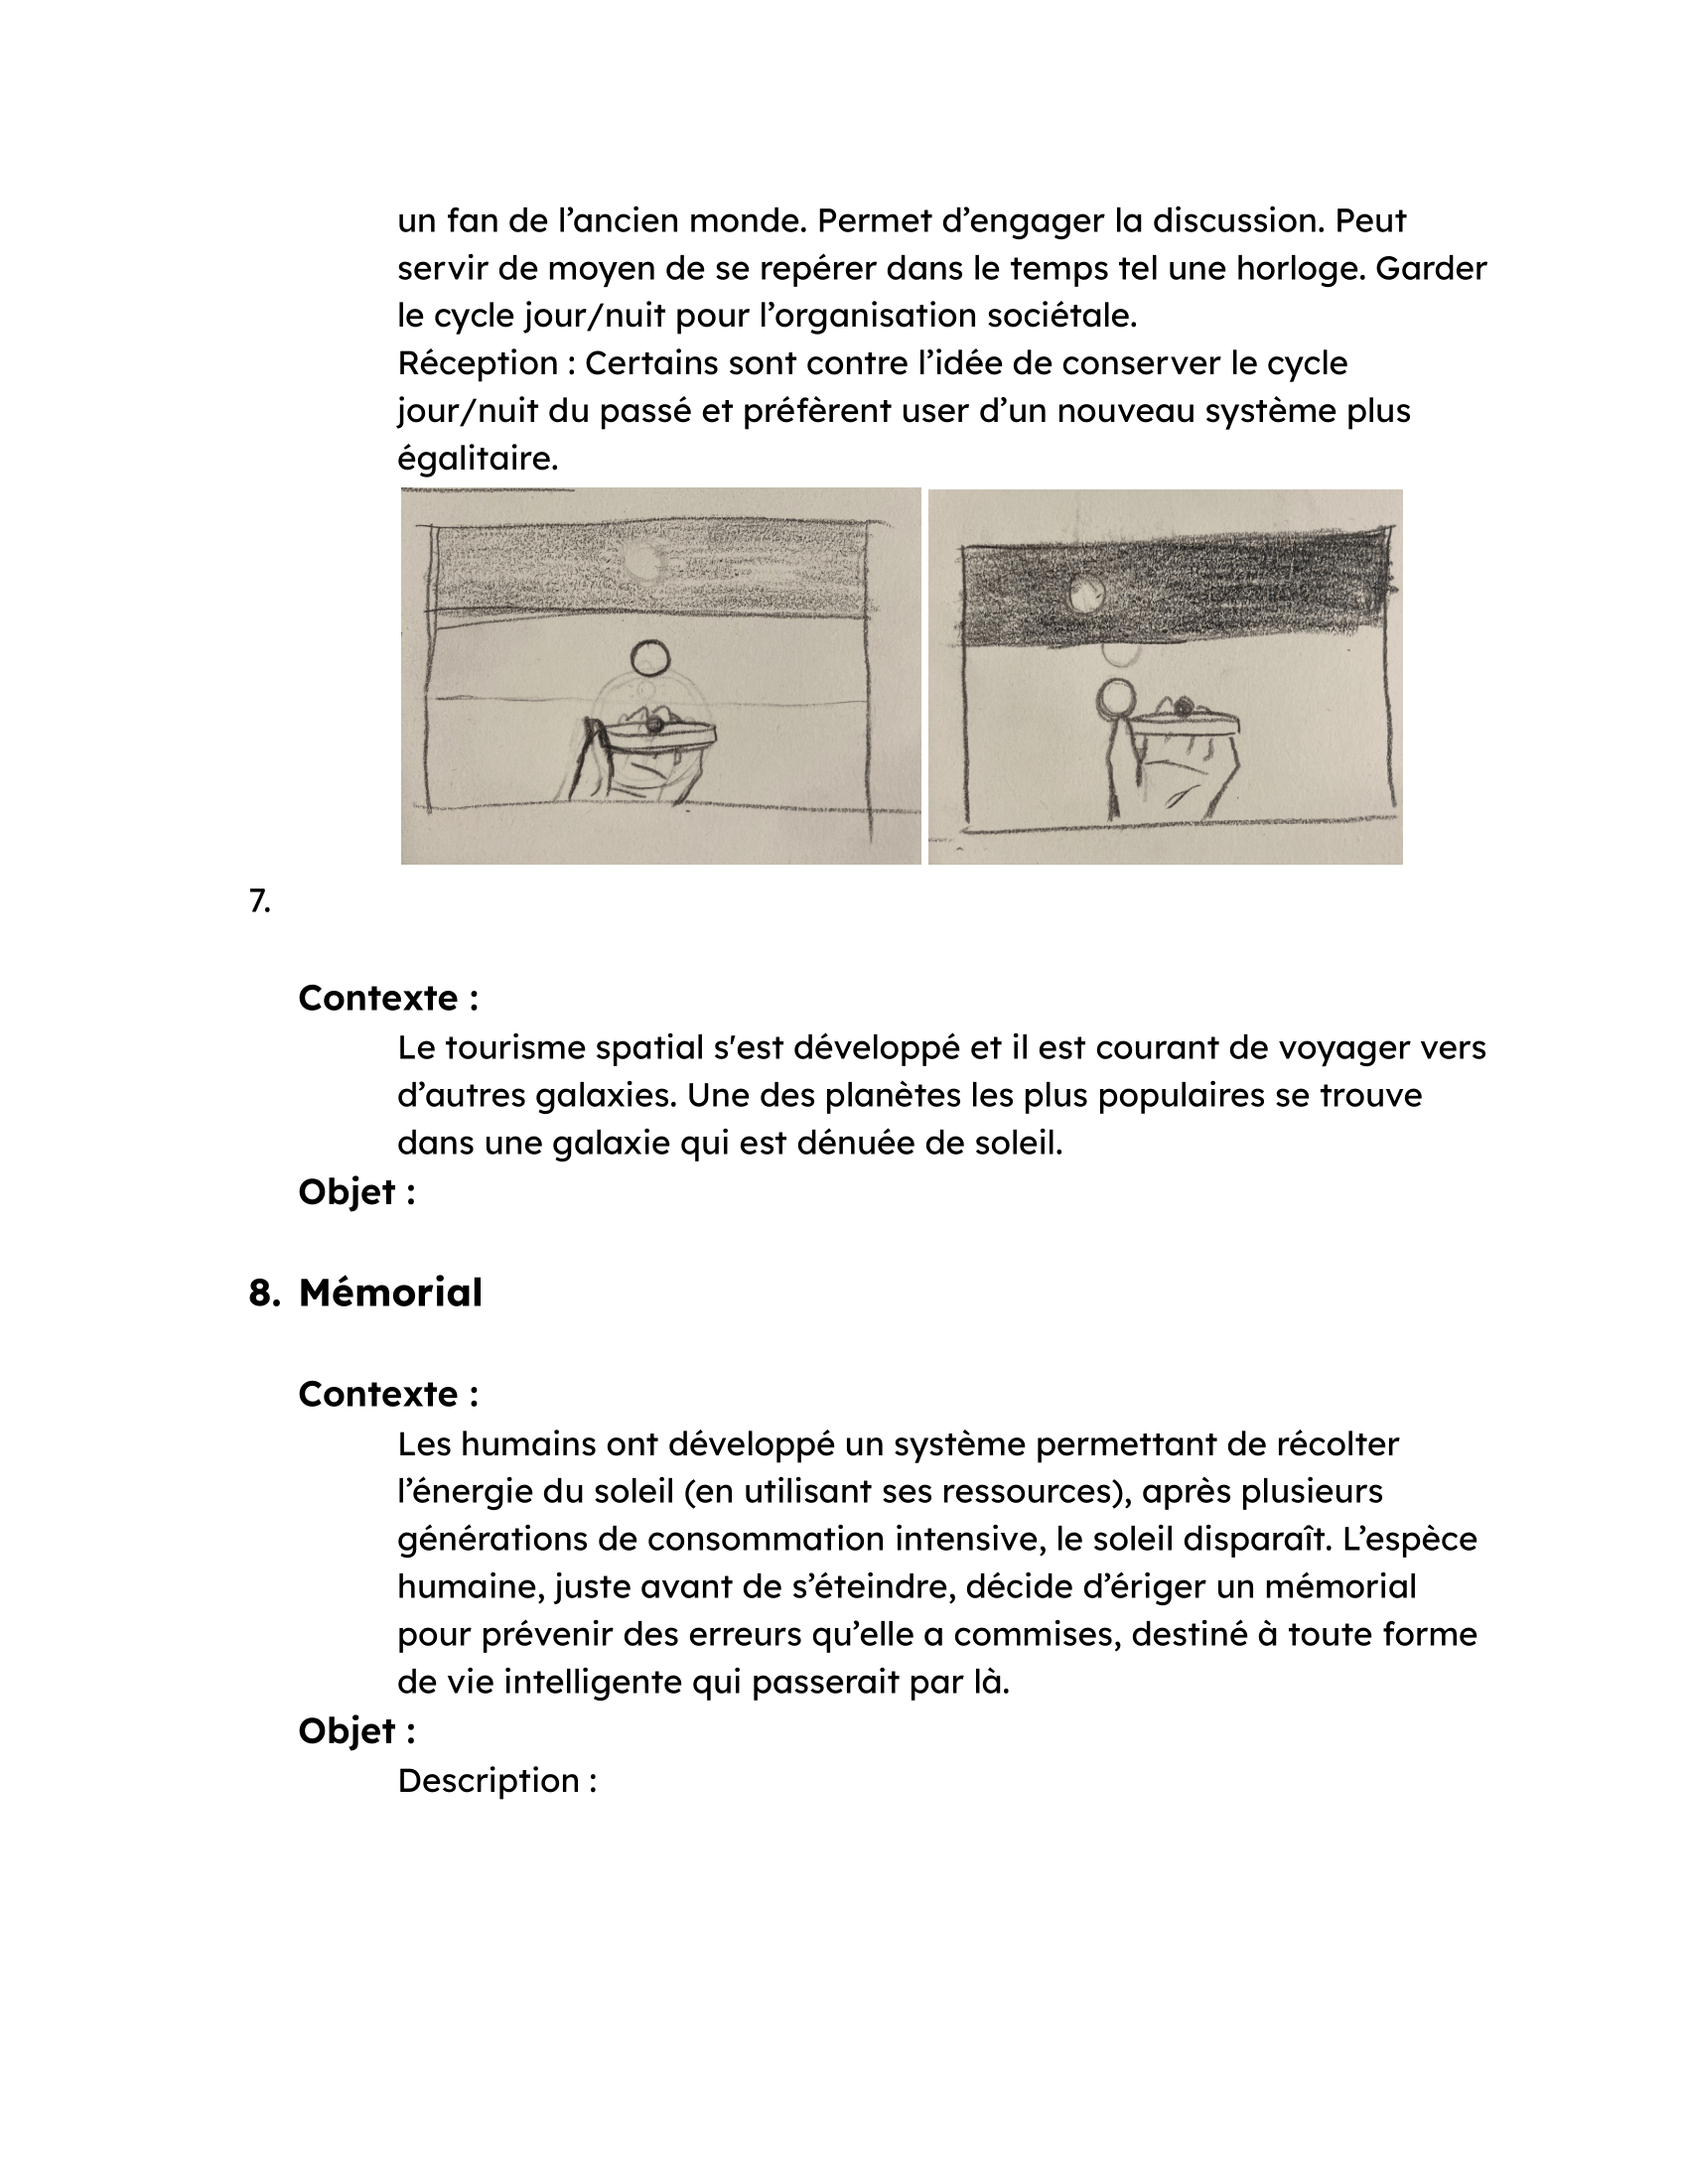 un fan de l’ancien monde. Permet d’engager la discussion. Peut
servir de moyen de se repérer dans le temps tel une horloge. Garder
le cycle jour/nuit pour l’organisation sociétale.
Réception : Certains sont contre l’idée de conserver le cycle
jour/nuit du passé et préfèrent user d’un nouveau système plus
égalitaire.
7.
Contexte :
Le tourisme spatial s'est développé et il est courant de voyager vers
d’autres galaxies. Une des planètes les plus populaires se trouve
dans une galaxie qui est dénuée de soleil.
Objet :
8. Mémorial
Contexte :
Les humains ont développé un système permettant de récolter
l’énergie du soleil (en utilisant ses ressources), après plusieurs
générations de consommation intensive, le soleil disparaît. L’espèce
humaine, juste avant de s’éteindre, décide d’ériger un mémorial
pour prévenir des erreurs qu’elle a commises, destiné à toute forme
de vie intelligente qui passerait par là.
Objet :
Description :